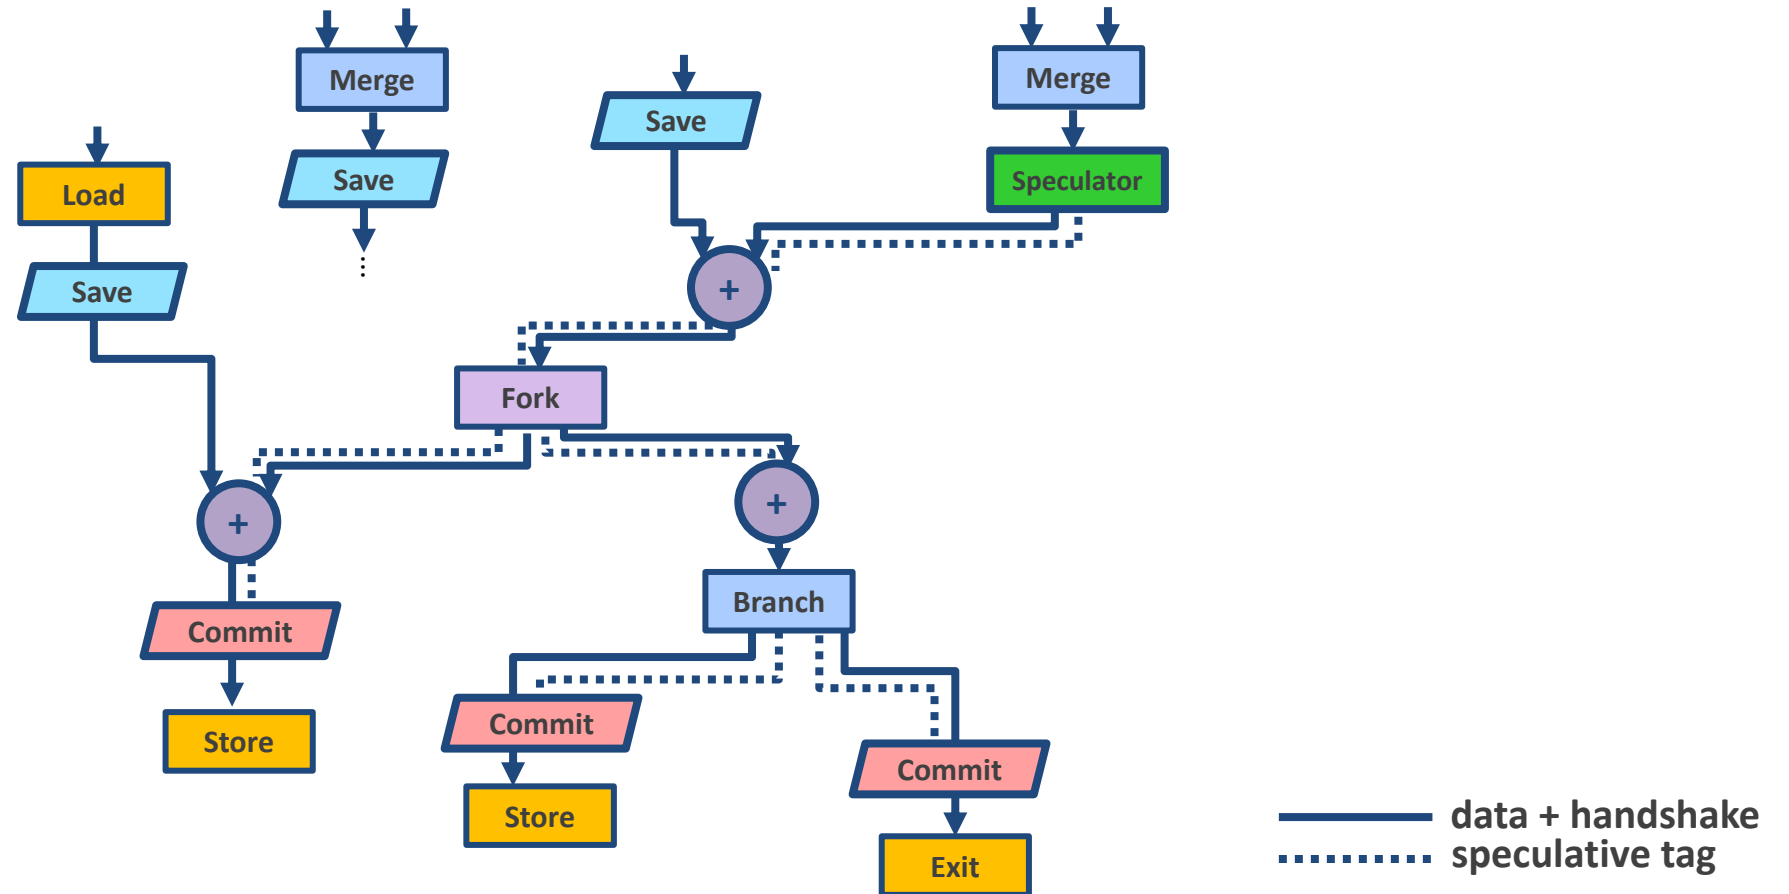 Merge
Merge
Save
Save
Speculator
Load
Save
+
Fork
+
+
Branch
Commit
Commit
Store
Commit
Store
Exit
data + handshake
speculative tag